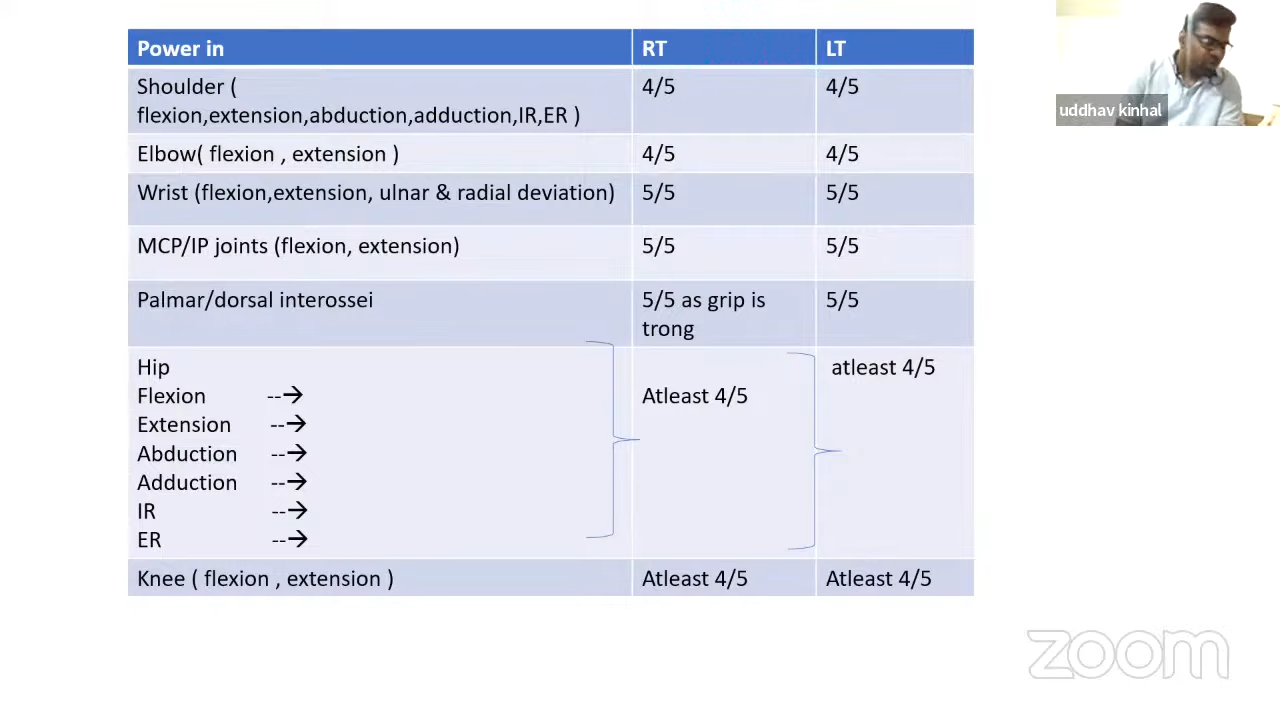 Power in RT LT
Shoulder ( 4/5 4/5
flexion,extension,abduction,adduction,IR,ER )
Elbow( flexion , extension ) 4/5 4/5
Wrist (flexion,extension, ulnar & radial deviation) 5/5 5/5
MCP/IP joints (flexion, extension) 5/5 5/5
Palmar/dorsal interossei 5/5 as grip is 5/5
trong
Hip atleast 4/5
Flexion --→ Atleast 4/5
Extension --→
Abduction --→
Adduction --→
IR --→
ER --→
Knee ( flexion , extension ) Atleast 4/5 Atleast 4/5
uddhav kinhal
zoom